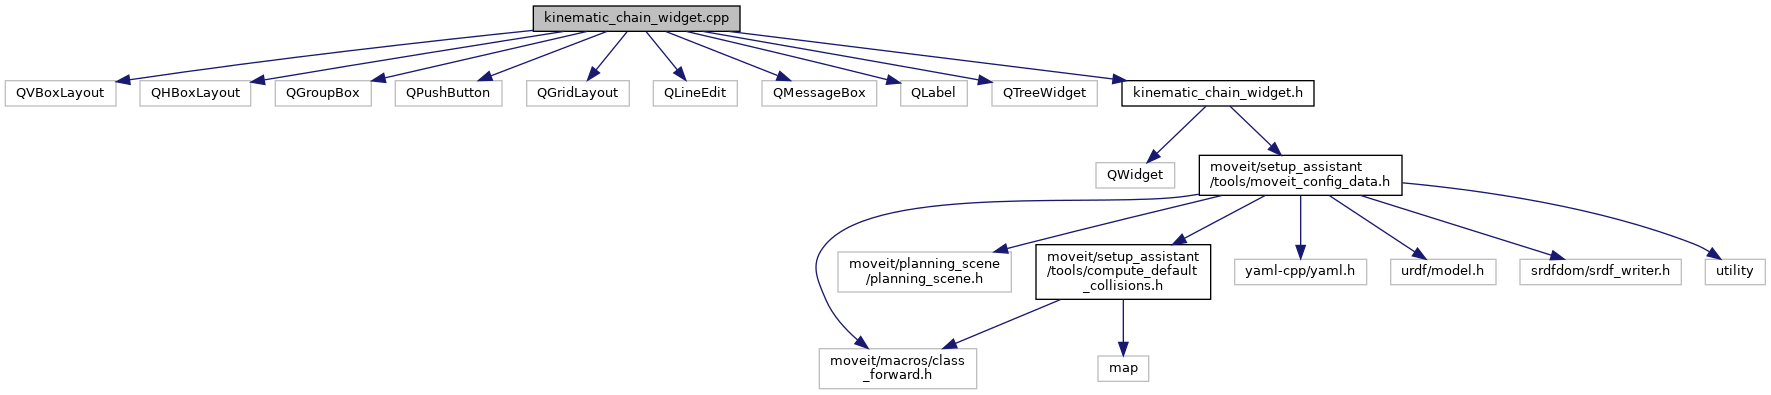 kinematic_chain_widget.cpp
QVBoxLayout
QHBoxLayout
QGroupBox
QPushButton
QGridLayout
QLineEdit
QMessageBox
QLabel
QTreeWidget
kinematic_chain_widget.h
QWidget
moveit/setup_assistant
/tools/moveit_config_data.h
moveit/planning_scene
/planning_scene.h
moveit/setup_assistant
/tools/compute_default
_collisions.h
yaml-cpp/yaml.h
urdf/model.h
srdfdom/srdf_writer.h
utility
moveit/macros/class
_forward.h
map